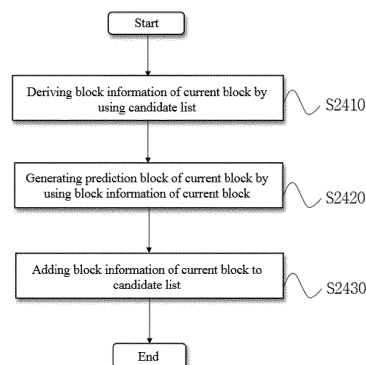 Start
Deriving block information of current block by
using candidate list
S2410
Generating prediction block of current block by
using block information of current block
S2420
Adding block information of current block to
candidate list
S2430
End